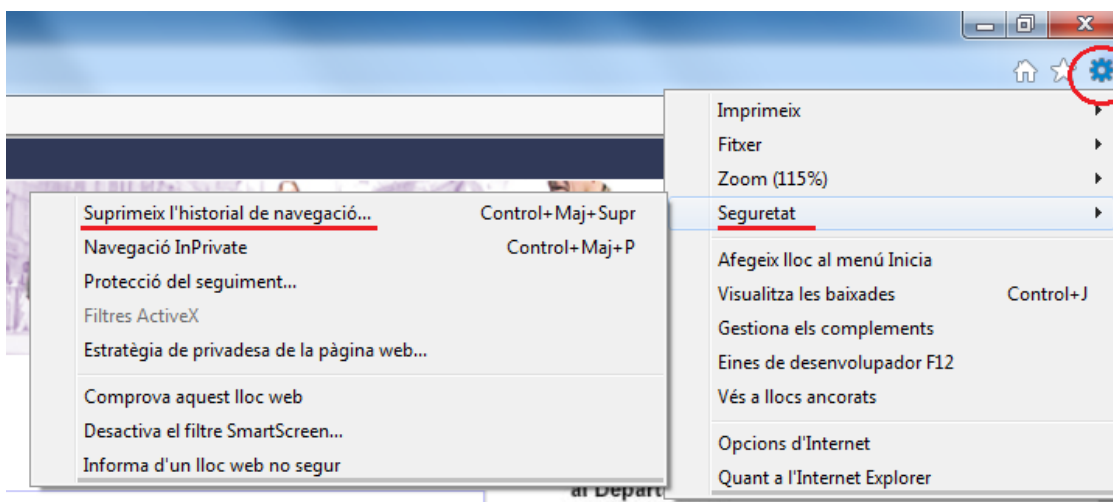 Imprimeix
Fitxer
Zoom (115%)
Seguretat
Afegeix lloc al menú Inicia
Visualitza les baixades Control+J
Gestiona els complements
Eines de desenvolupador F12
Vés a llocs ancorats
Opcions d'Internet
Quant a l'Internet Explorer
Suprimeix l'historial de navegació... Control+Maj+Supr
Navegació InPrivate Control+Maj+P
Protecció del seguiment...
Filtres ActiveX
Estratègia de privadesa de la pàgina web...
Comprova aquest lloc web
Desactiva el filtre SmartScreen...
Informa d'un lloc web no segur
al Depart